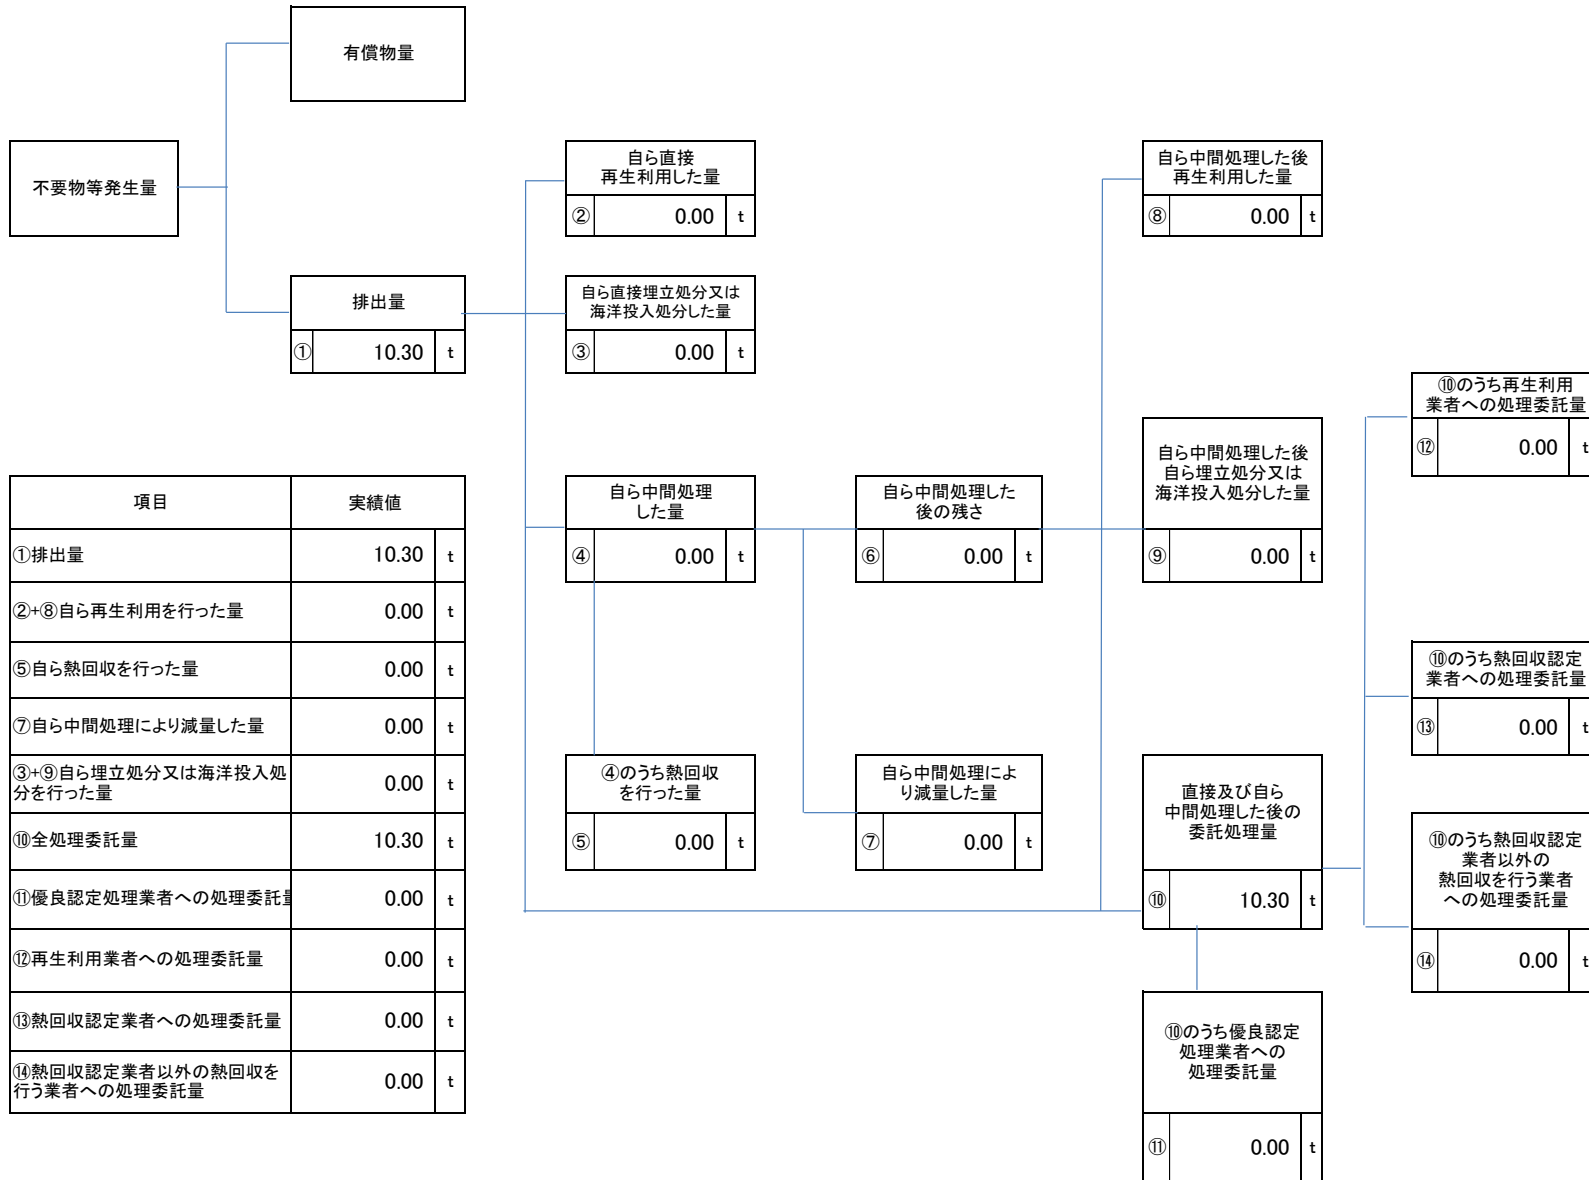 有償物量
不要物等発生量
排出量
① 10.30 t
自ら直接
再生利用した量
② 0.00 t
自ら直接埋立処分又は
海洋投入処分した量
③ 0.00 t
自ら中間処理
した量
④ 0.00 t
④のうち熱回収
を行った量
⑤ 0.00 t
自ら中間処理した
後の残さ
⑥ 0.00 t
自ら中間処理によ
り減量した量
⑦ 0.00 t
自ら中間処理した後
再生利用した量
⑧ 0.00 t
自ら中間処理した後
自ら埋立処分又は
海洋投入処分した量
⑨ 0.00 t
直接及び自ら
中間処理した後の
委託処理量
⑩ 10.30 t
⑩のうち優良認定
処理業者への
処理委託量
⑪ 0.00 t
⑩のうち再生利用
業者への処理委託量
⑫ 0.00 t
⑩のうち熱回収認定
業者への処理委託量
⑬ 0.00 t
⑩のうち熱回収認定
業者以外の
熱回収を行う業者
への処理委託量
⑭ 0.00 t
項目 実績値
①排出量 10.30 t
②+⑧自ら再生利用を行った量 0.00 t
⑤自ら熱回収を行った量 0.00 t
⑦自ら中間処理により減量した量 0.00 t
③+⑨自ら埋立処分又は海洋投入処
分を行った量 0.00 t
⑩全処理委託量 10.30 t
⑪優良認定処理業者への処理委託量 0.00 t
⑫再生利用業者への処理委託量 0.00 t
⑬熱回収認定業者への処理委託量 0.00 t
⑭熱回収認定業者以外の熱回収を
行う業者への処理委託量 0.00 t